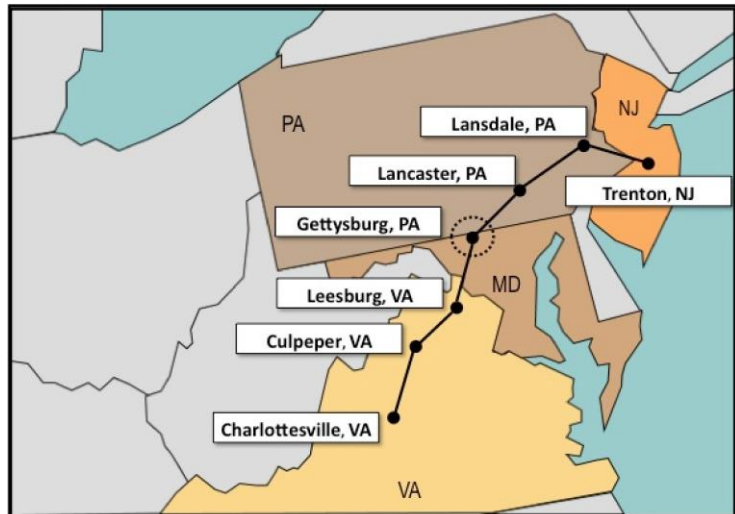 NJ
PA
Lansdale, PA
Lancaster, PA
Trenton, NJ
Gettysburg, PA
MD
Leesburg, VA
Culpeper, VA
Charlottesville, VA
VA